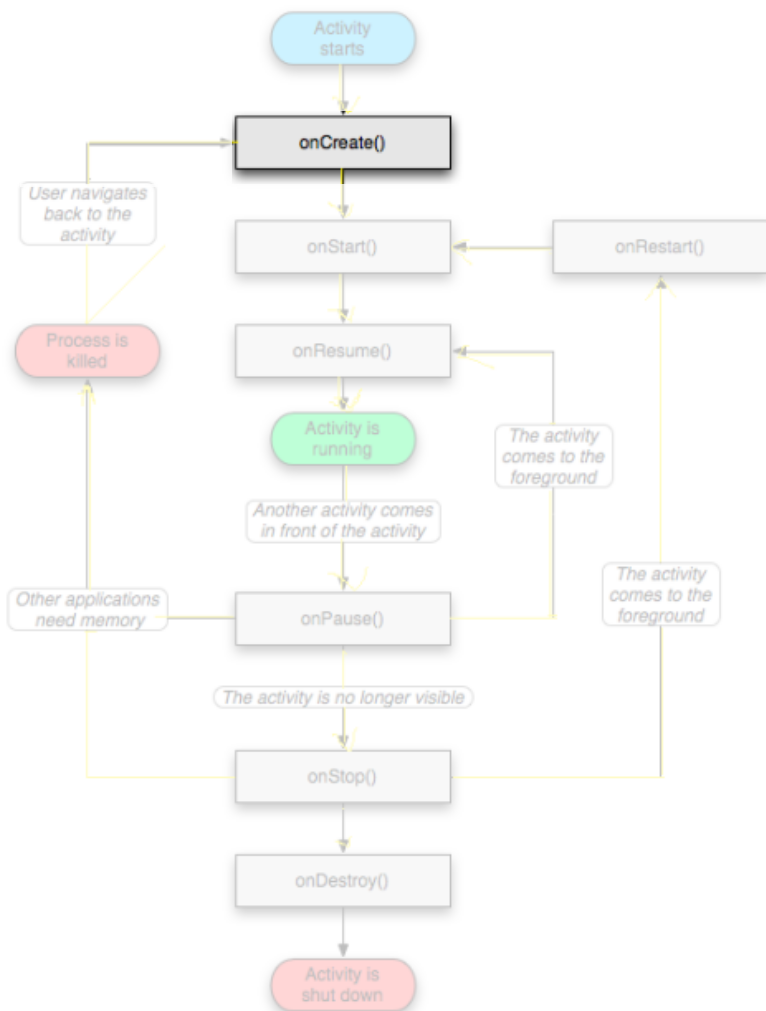 Activity
starts
onCreate()
User navigates
back to the
activity
onStart()
onRestart()
Process is
killed
onResume()
Activity is
running
The activity
comes to the
foreground
Another activity comes
in front of the activity
Other applications
need memory
onPause()
The activity
comes to the
foreground
The activity is no longer visible
onStop()
onDestroy()
Activity is
shut down